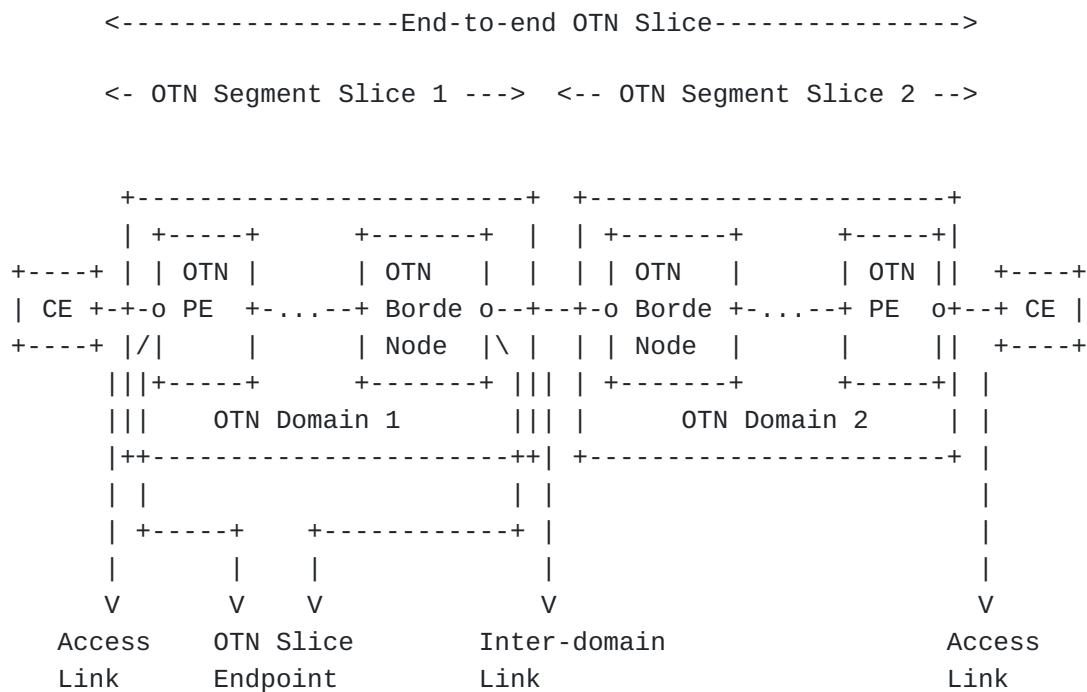 <-----------------End-to-end OTN Slice---------------->
<- OTN Segment Slice 1 --->  <-- OTN Segment Slice 2 -->
      +-------------------------+  +-----------------------+
      | +-----+      +-------+  |  | +-------+      +-----+|
+----+ | | OTN |      | OTN   |  |  | | OTN   |      | OTN ||  +----+
| CE +-+-o PE  +-...--+ Borde o--+--+-o Borde +-...--+ PE  o+--+ CE |
+----+ |/|     |      | Node  |\ |  | | Node  |      |     ||  +----+
      |||+-----+      +-------+ ||| | +-------+      +-----+| |
      |||    OTN Domain 1       ||| |      OTN Domain 2     | |
      |++-----------------------++| +-----------------------+ |
      | |                       | |                           |
      | +-----+    +------------+ |                           |
      |       |    |              |                           |
      V       V    V              V                           V
   Access    OTN Slice        Inter-domain                  Access
   Link      Endpoint         Link                          Link